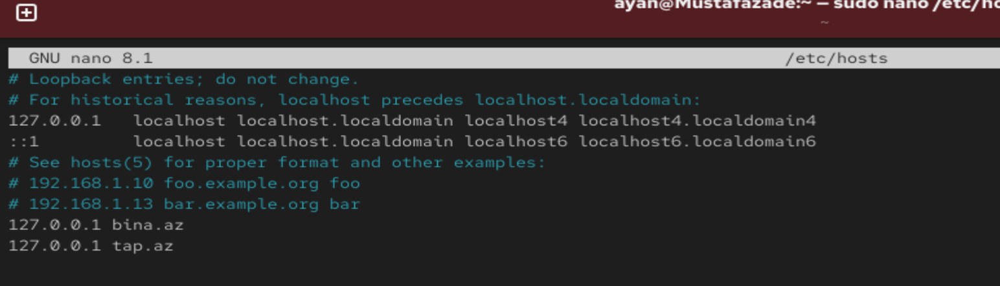 ayan@Mustafazade:~ — sudo nano /etc/ho
~
GNU nano 8.1 /etc/hosts
# Loopback entries; do not change.
# For historical reasons, localhost precedes localhost.localdomain:
127.0.0.1   localhost localhost.localdomain localhost4 localhost4.localdomain4
::1         localhost localhost.localdomain localhost6 localhost6.localdomain6
# See hosts(5) for proper format and other examples:
# 192.168.1.10 foo.example.org foo
# 192.168.1.13 bar.example.org bar
127.0.0.1 bina.az
127.0.0.1 tap.az